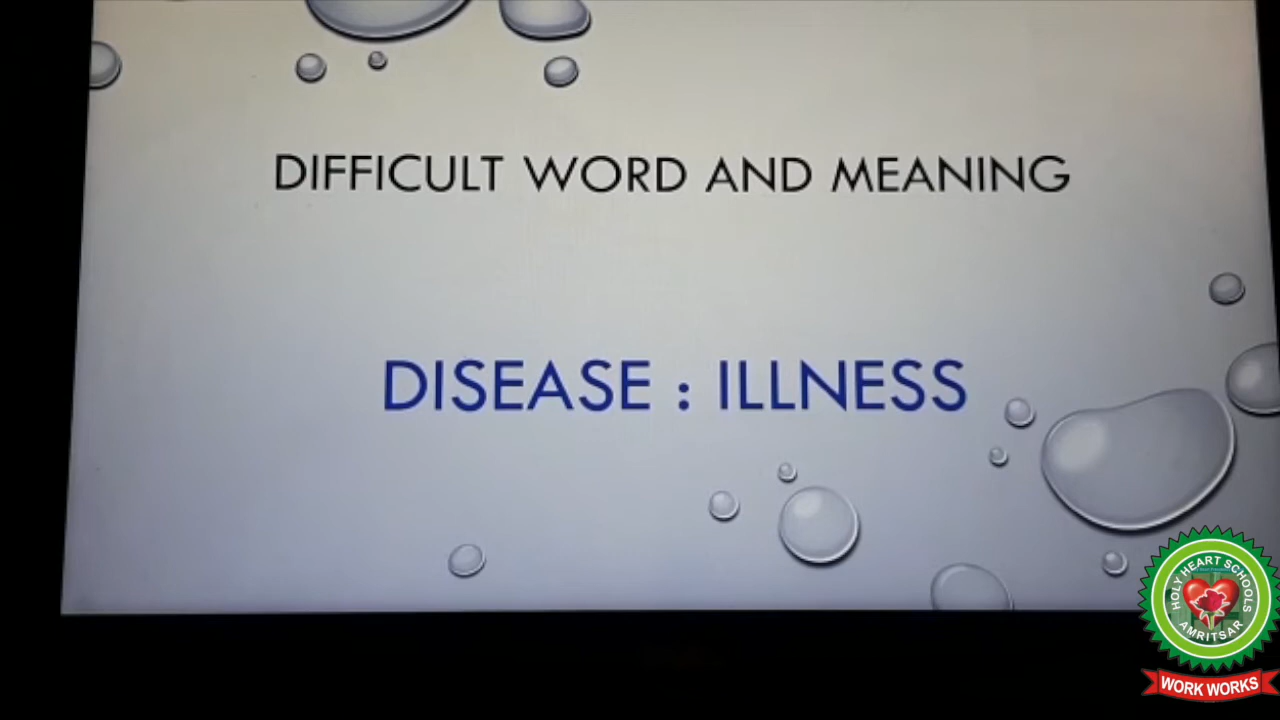 DIFFICULT WORD AND MEANING
DISEASE : ILLNESS
HOLY HEART SCHOOLS
AMRITSAR
WORK WORKS